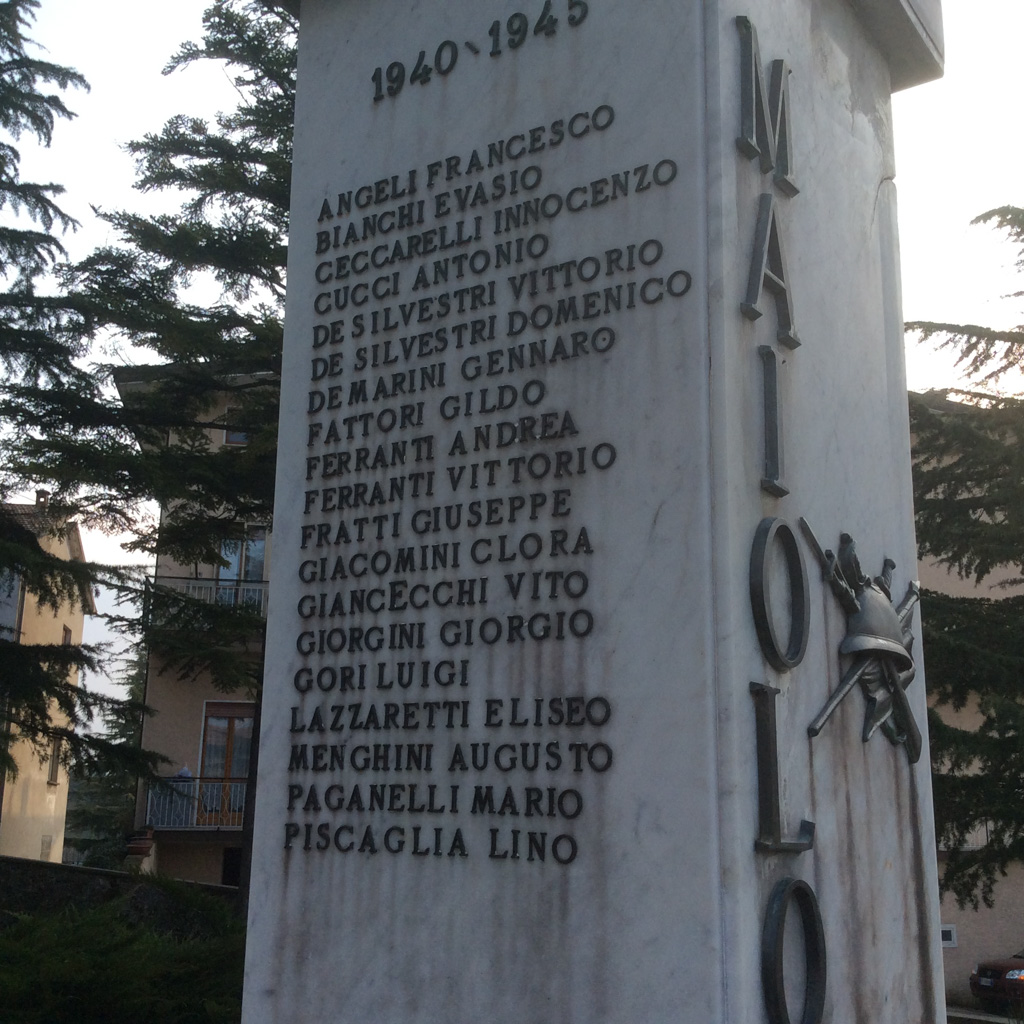 1940-1945
ANGELI FRANCESCO
BIANCHI EVASIO
CECCARELLI INNOCENZO
CUCCI ANTONIO
DE SILVESTRI VITTORIO
DE SILVESTRI DOMENICO
DE MARINI GENNARO
FATTORI GILDO
FERRANTI ANDREA
FERRANTI VITTORIO
FRATTI GIUSEPPE
GIACOMINI CLORA
GIANCECCHI VITO
GIORGINI GIORGIO
GORI LUIGI
LAZZARETTI ELISEO
MENGHINI AUGUSTO
PAGANELLI MARIO
PISCAGLIA LINO
MAIOLO